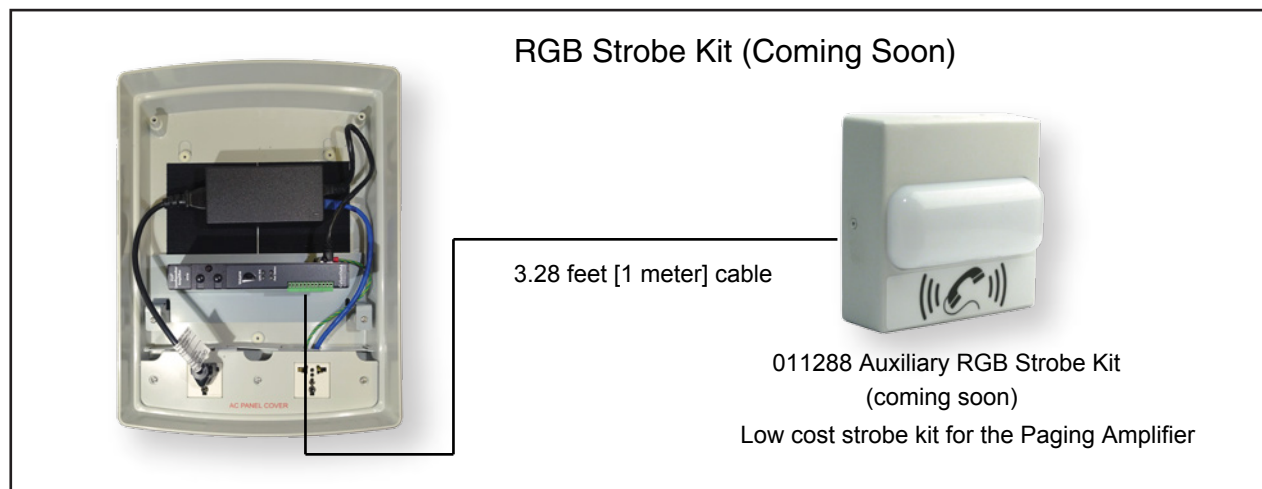 RGB Strobe Kit (Coming Soon)
3.28 feet [1 meter] cable
AC PANEL COVER
011288 Auxiliary RGB Strobe Kit
(coming soon)
Low cost strobe kit for the Paging Amplifier